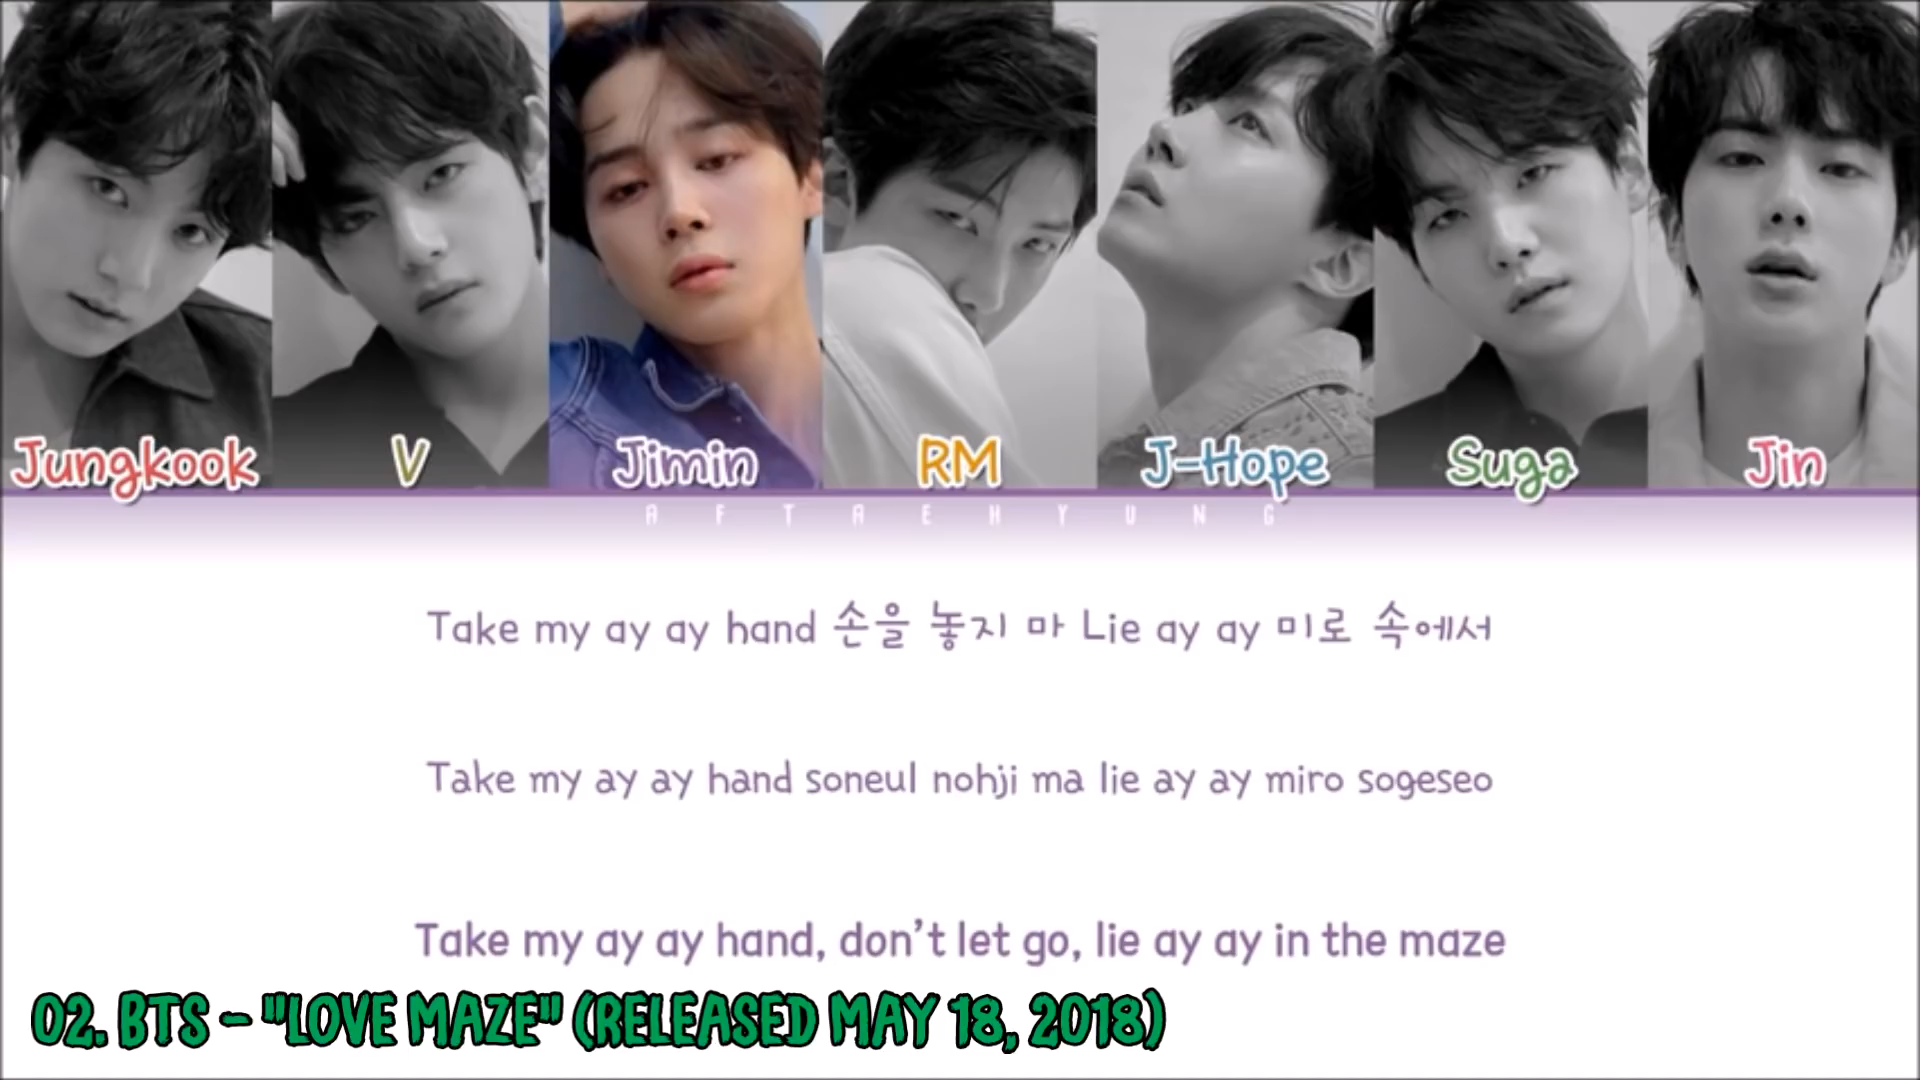 Jungkook V Jimin RM J-Hope Suga Jin
AFTAEHYUNG
Take my ay ay hand 손을 놓지 마 Lie ay ay 미로 속에서
Take my ay ay hand soneul nohji ma lie ay ay miro sogeseo
Take my ay ay hand, don't let go, lie ay ay in the maze
02. BTS - "LOVE MAZE" (RELEASED MAY 18, 2018)